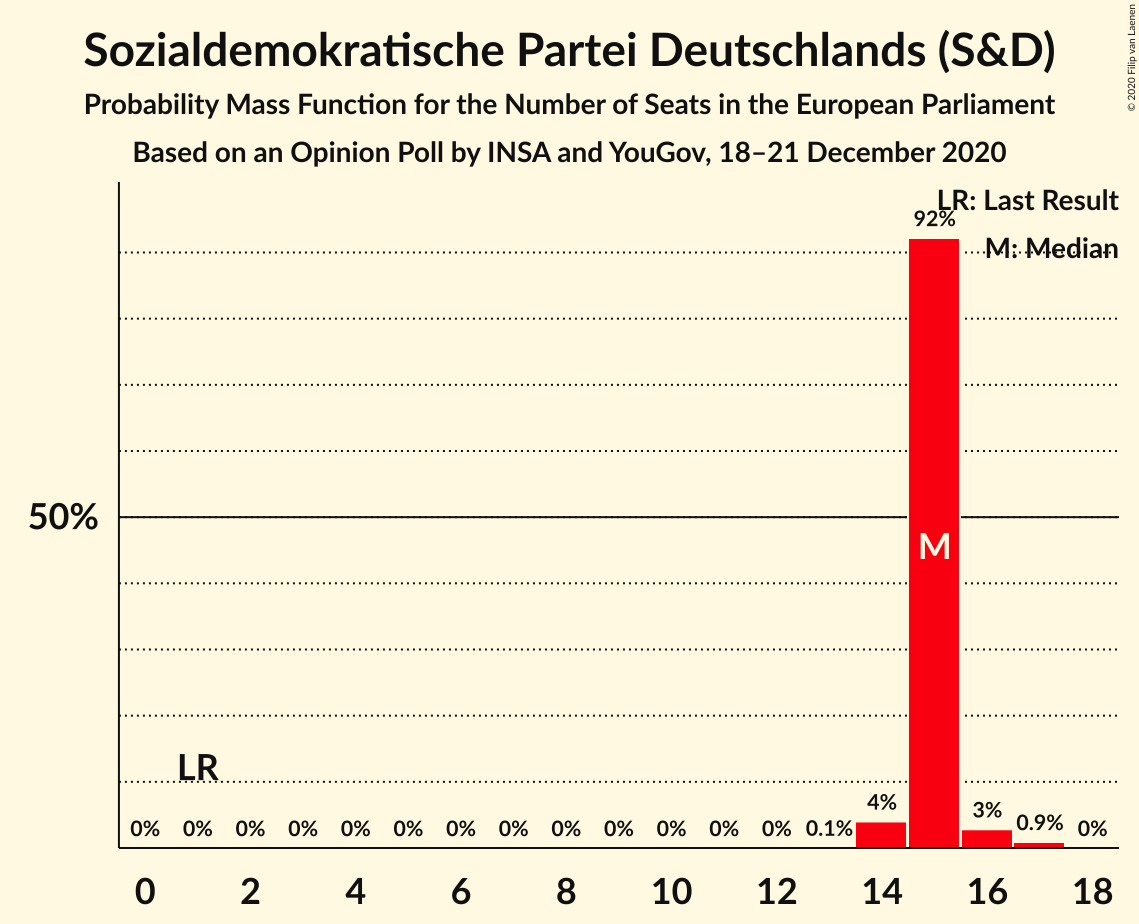 Sozialdemokratische Partei Deutschlands (S&D)
Probability Mass Function for the Number of Seats in the European Parliament
Based on an Opinion Poll by INSA and YouGov, 18–21 December 2020
© 2020 Filip van Laenen
LR: Last Result
92%
M: Median
50%
M
LR
4%
3%
0.9%
0% 0% 0% 0% 0% 0% 0% 0% 0% 0% 0% 0% 0% 0.1% 0%
0 2 4 6 8 10 12 14 16 18